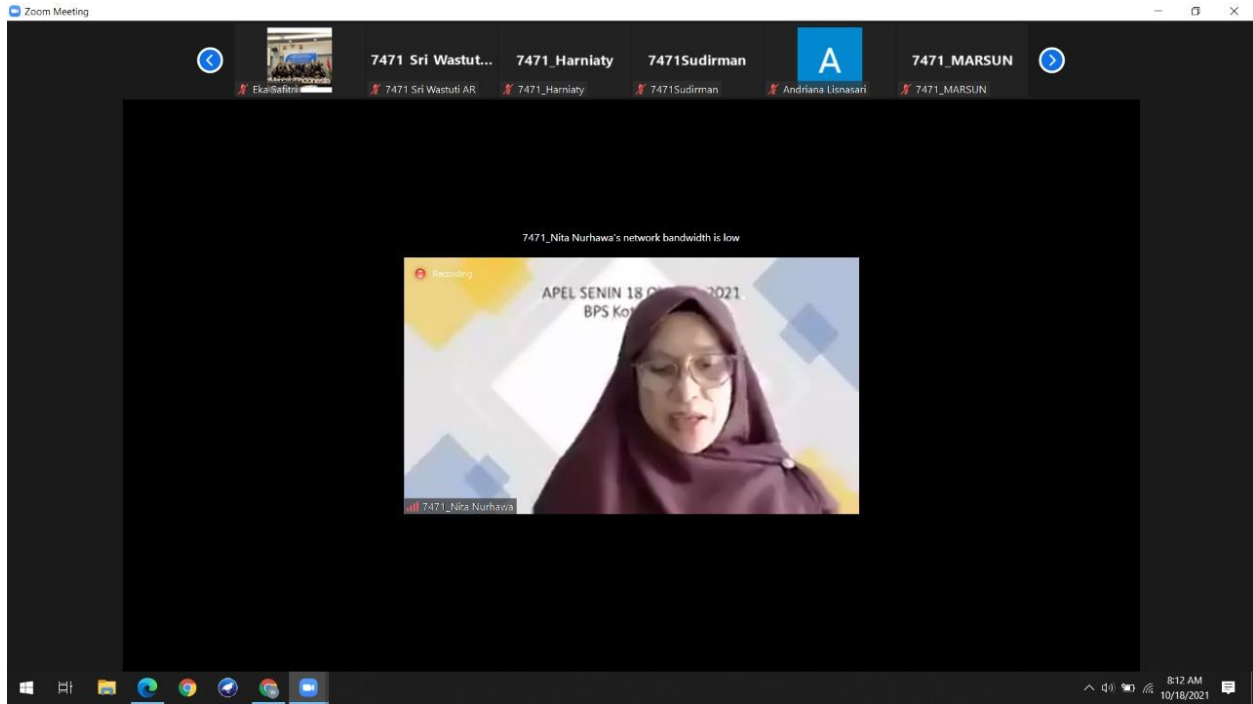 Zoom Meeting
7471 Sri Wastut...
7471_Harniaty
7471Sudirman
A
7471_MARSUN
Eka Safitri
7471 Sri Wastuti AR
7471_Harniaty
7471Sudirman
Andriana Lisnasari
7471_MARSUN
7471_Nita Nurhawa's network bandwidth is low
Recording
APEL SENIN 18 2021
BPS
7471_Nita Nurhawa
8:12 AM
10/18/2021